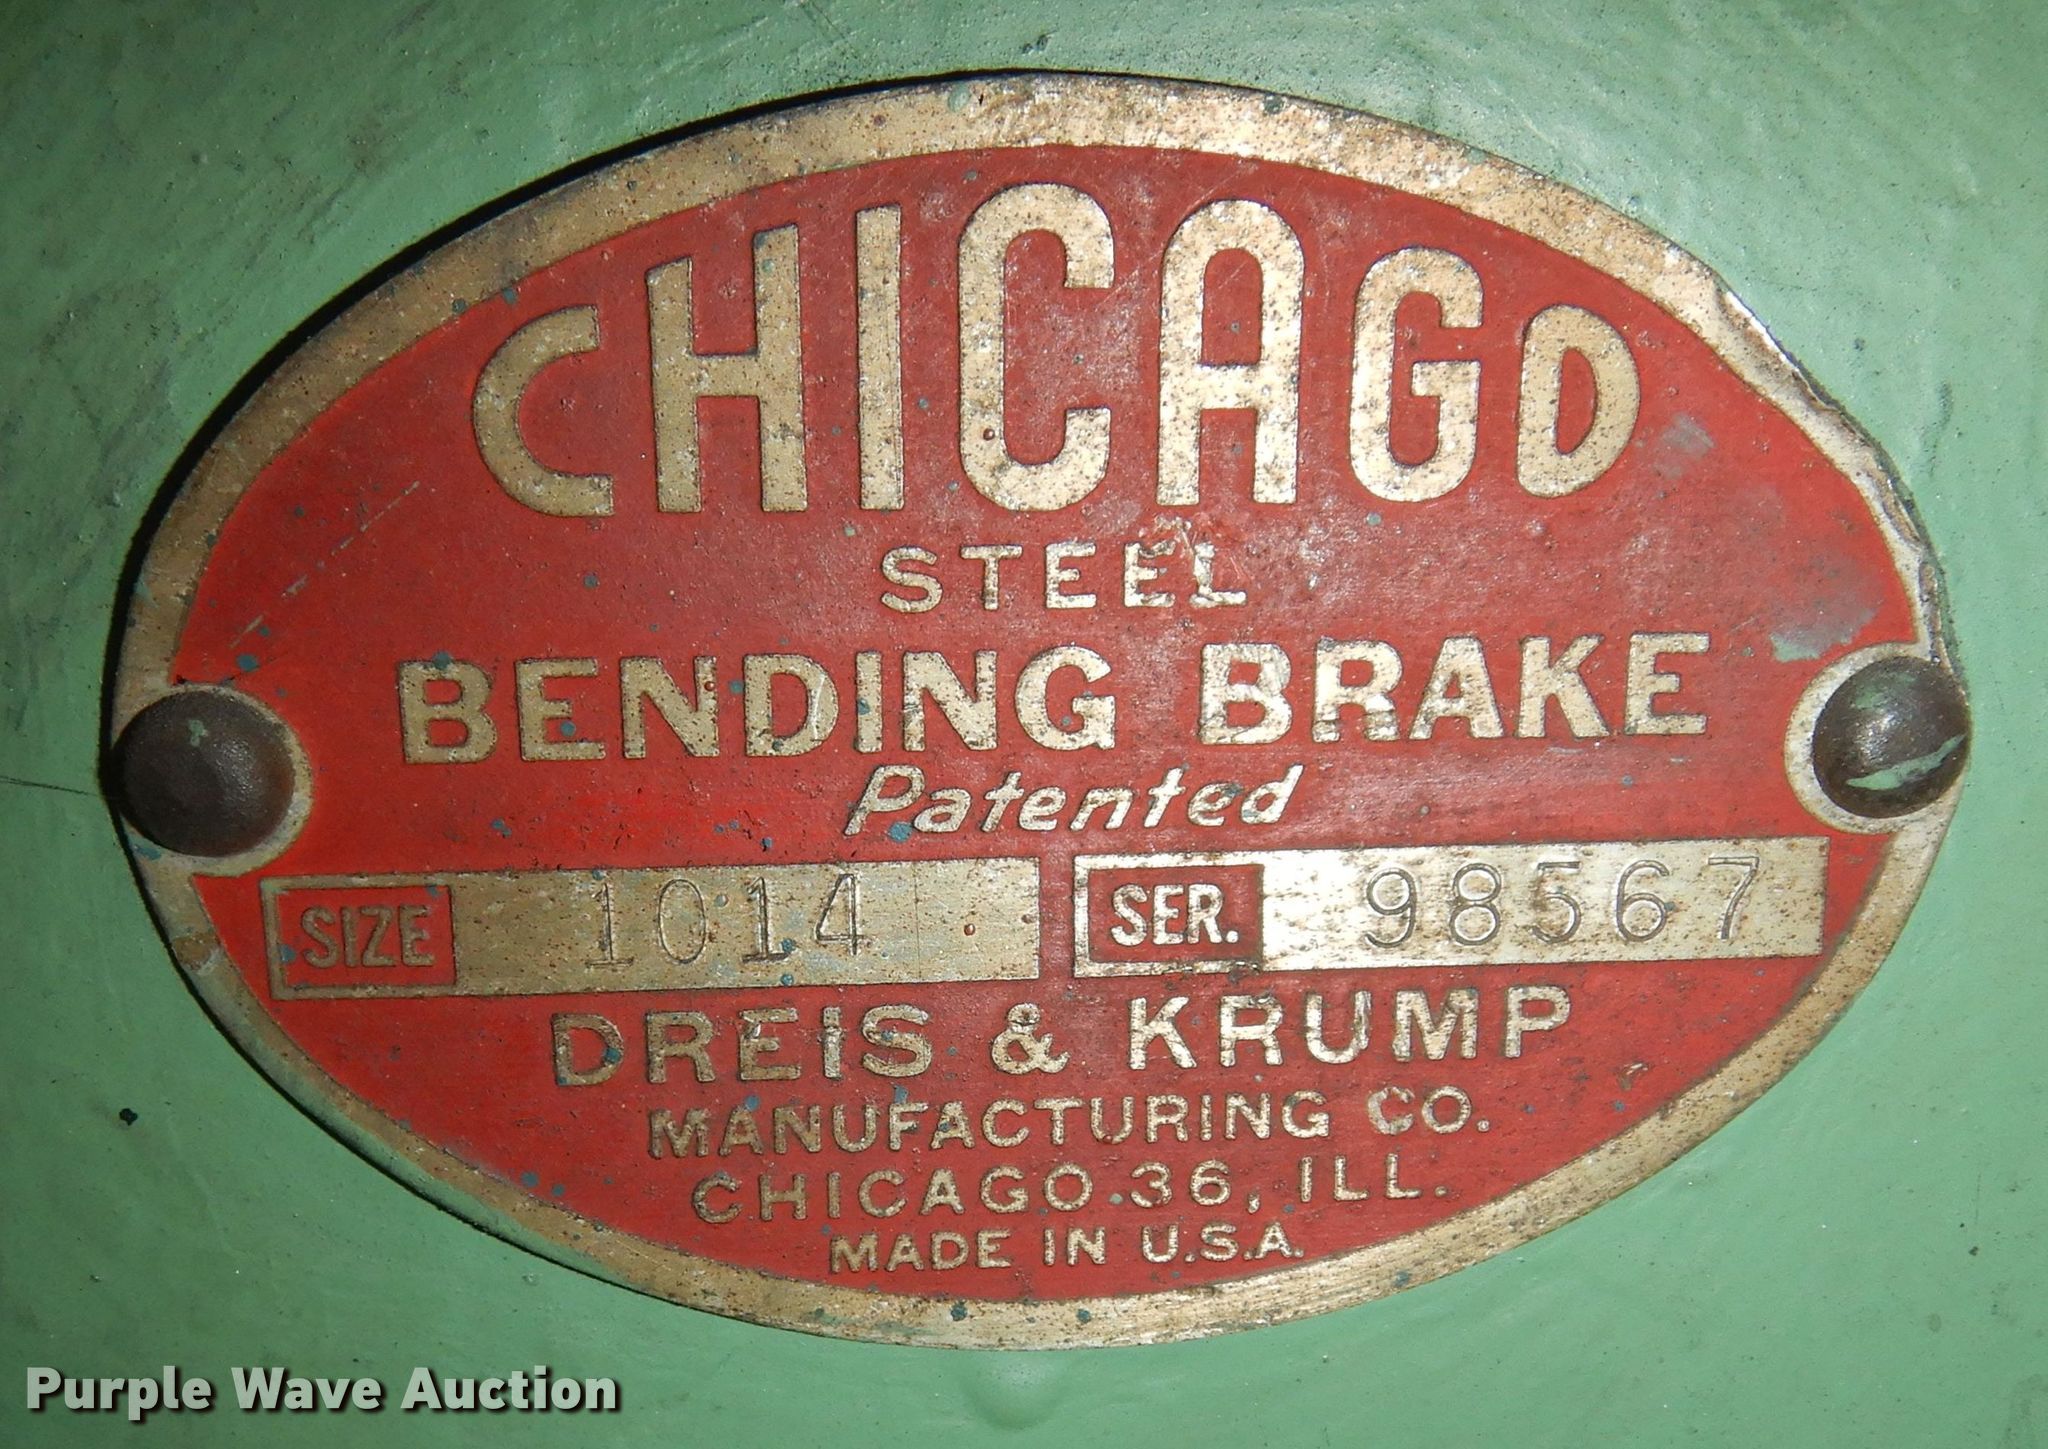 CHICAGO
STEEL
BENDING BRAKE
Patented
SIZE 1014 SER. 98567
DREIS & KRUMP
MANUFACTURING CO.
CHICAGO 36, ILL.
MADE IN U.S.A.
Purple Wave Auction